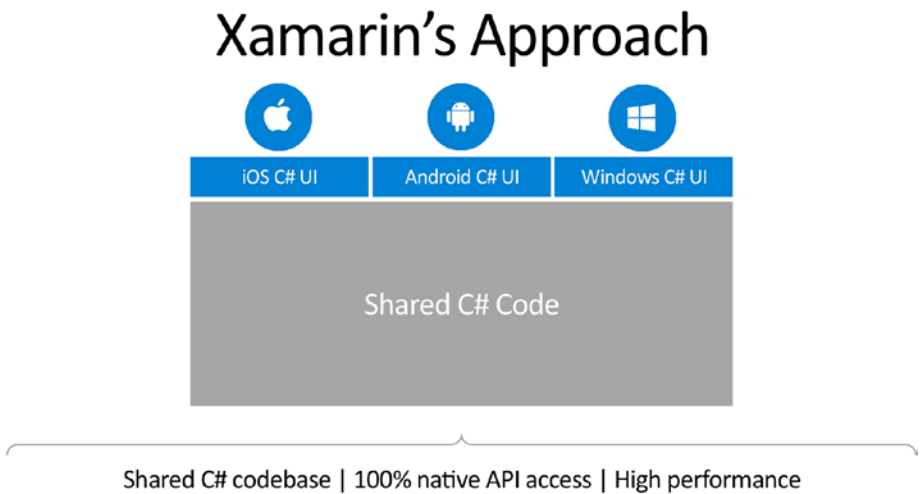 Xamarin's Approach
iOS C# UI
Android C# UI
Windows C# UI
Shared C# Code
Shared C# codebase | 100% native API access | High performance